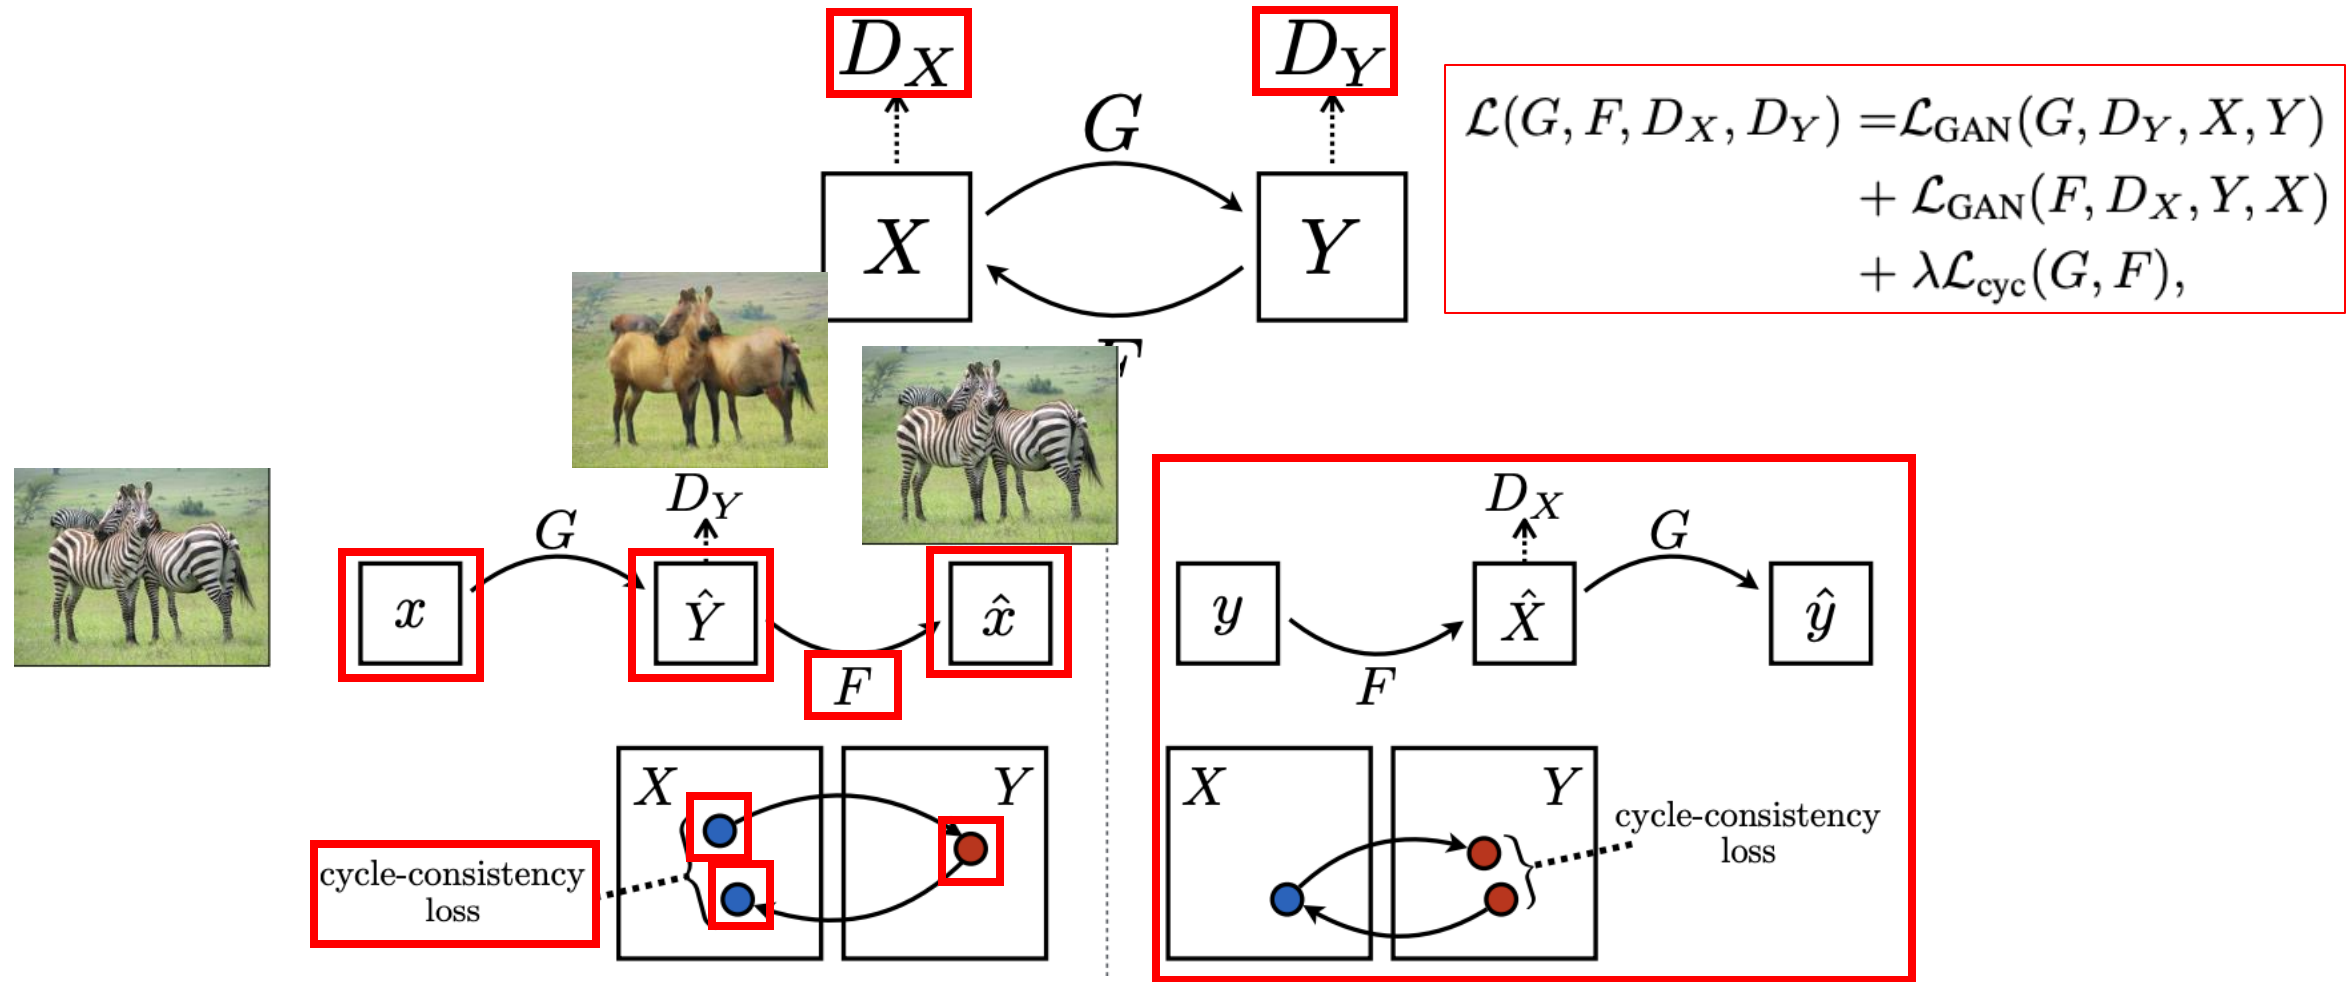 D_X
D_Y
G
X
Y
F
ℒ(G, F, D_X, D_Y) =ℒ_GAN(G, D_Y, X, Y)
+ ℒ_GAN(F, D_X, Y, X)
+ λℒ_cyc(G, F),
D_Y
G
x
Ŷ
x̂
F
X
Y
cycle-consistency
loss
D_X
G
y
X̂
ŷ
F
X
Y
cycle-consistency
loss